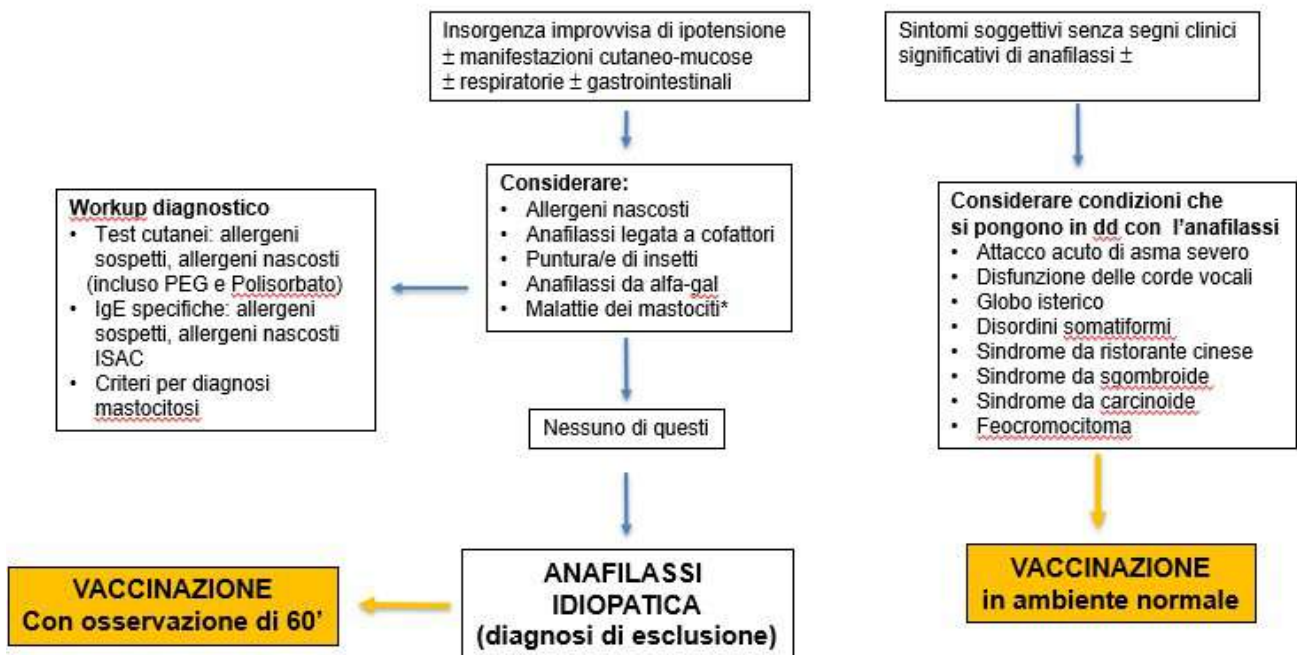 Insorgenza improvvisa di ipotensione
± manifestazioni cutaneo-mucose
± respiratorie ± gastrointestinali
Sintomi soggettivi senza segni clinici
significativi di anafilassi ±
Workup diagnostico
• Test cutanei: allergeni
sospetti, allergeni nascosti
(incluso PEG e Polisorbato)
• IgE specifiche: allergeni
sospetti, allergeni nascosti
ISAC
• Criteri per diagnosi
mastocitosi
Considerare:
• Allergeni nascosti
• Anafilassi legata a cofattori
• Puntura/e di insetti
• Anafilassi da alfa-gal
• Malattie dei mastociti*
Considerare condizioni che
si pongono in dd con l'anafilassi
• Attacco acuto di asma severo
• Disfunzione delle corde vocali
• Globo isterico
• Disordini somatiformi
• Sindrome da ristorante cinese
• Sindrome da sgombroide
• Sindrome da carcinoide
• Feocromocitoma
Nessuno di questi
VACCINAZIONE
Con osservazione di 60’
ANAFILASSI
IDIOPATICA
(diagnosi di esclusione)
VACCINAZIONE
in ambiente normale